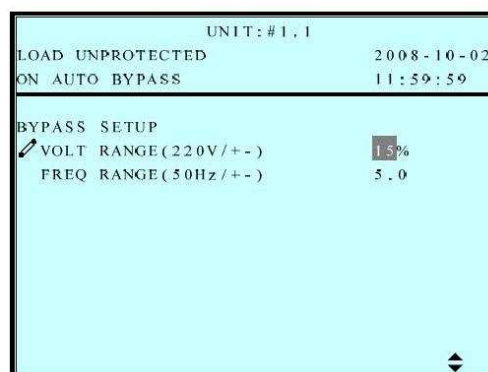 UNIT:#1,1
LOAD UNPROTECTED 2008-10-02
ON AUTO BYPASS 11:59:59
BYPASS SETUP
VOLT RANGE(220V/+-) 15%
FREQ RANGE(50Hz/+-) 5.0